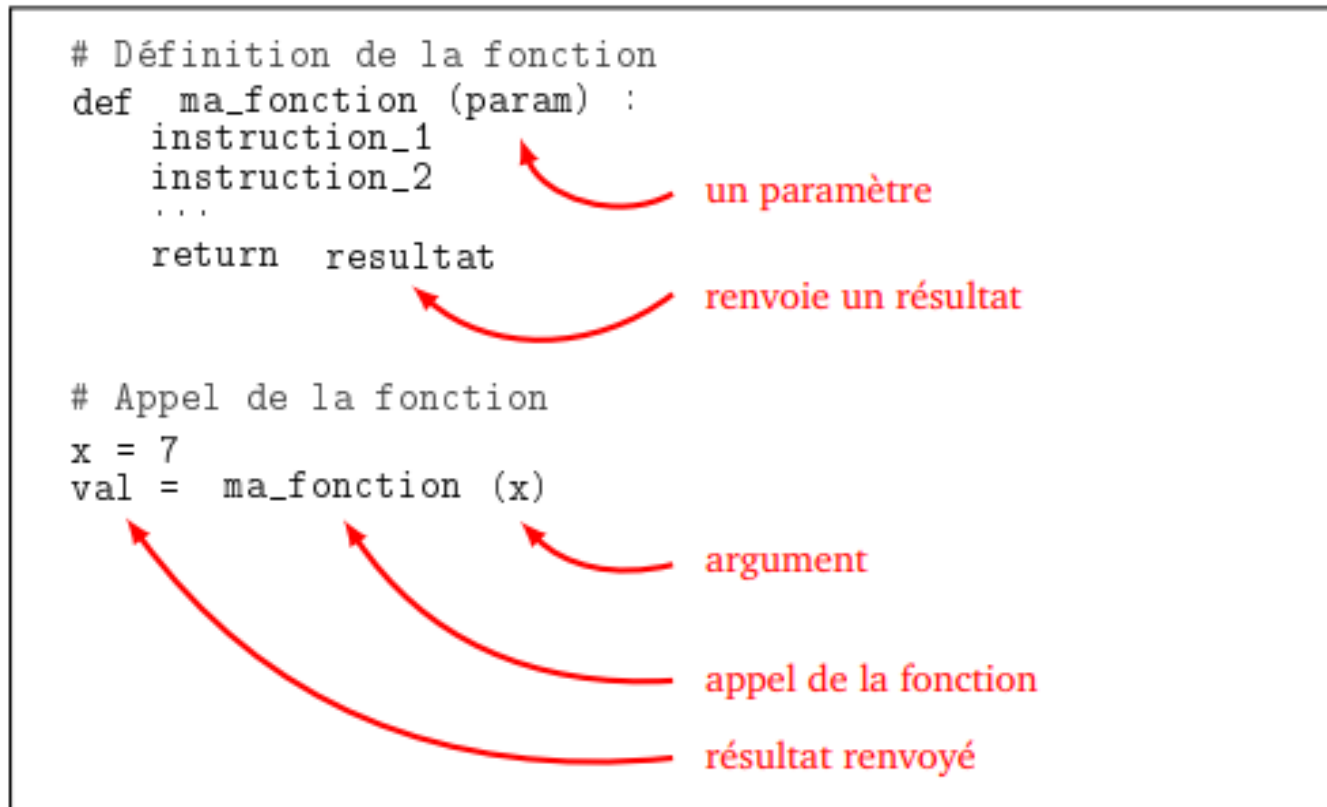 # Définition de la fonction
def ma_fonction (param) :
instruction_1
instruction_2
un paramètre
...
return resultat
renvoie un résultat
# Appel de la fonction
x = 7
val = ma_fonction (x)
argument
appel de la fonction
résultat renvoyé